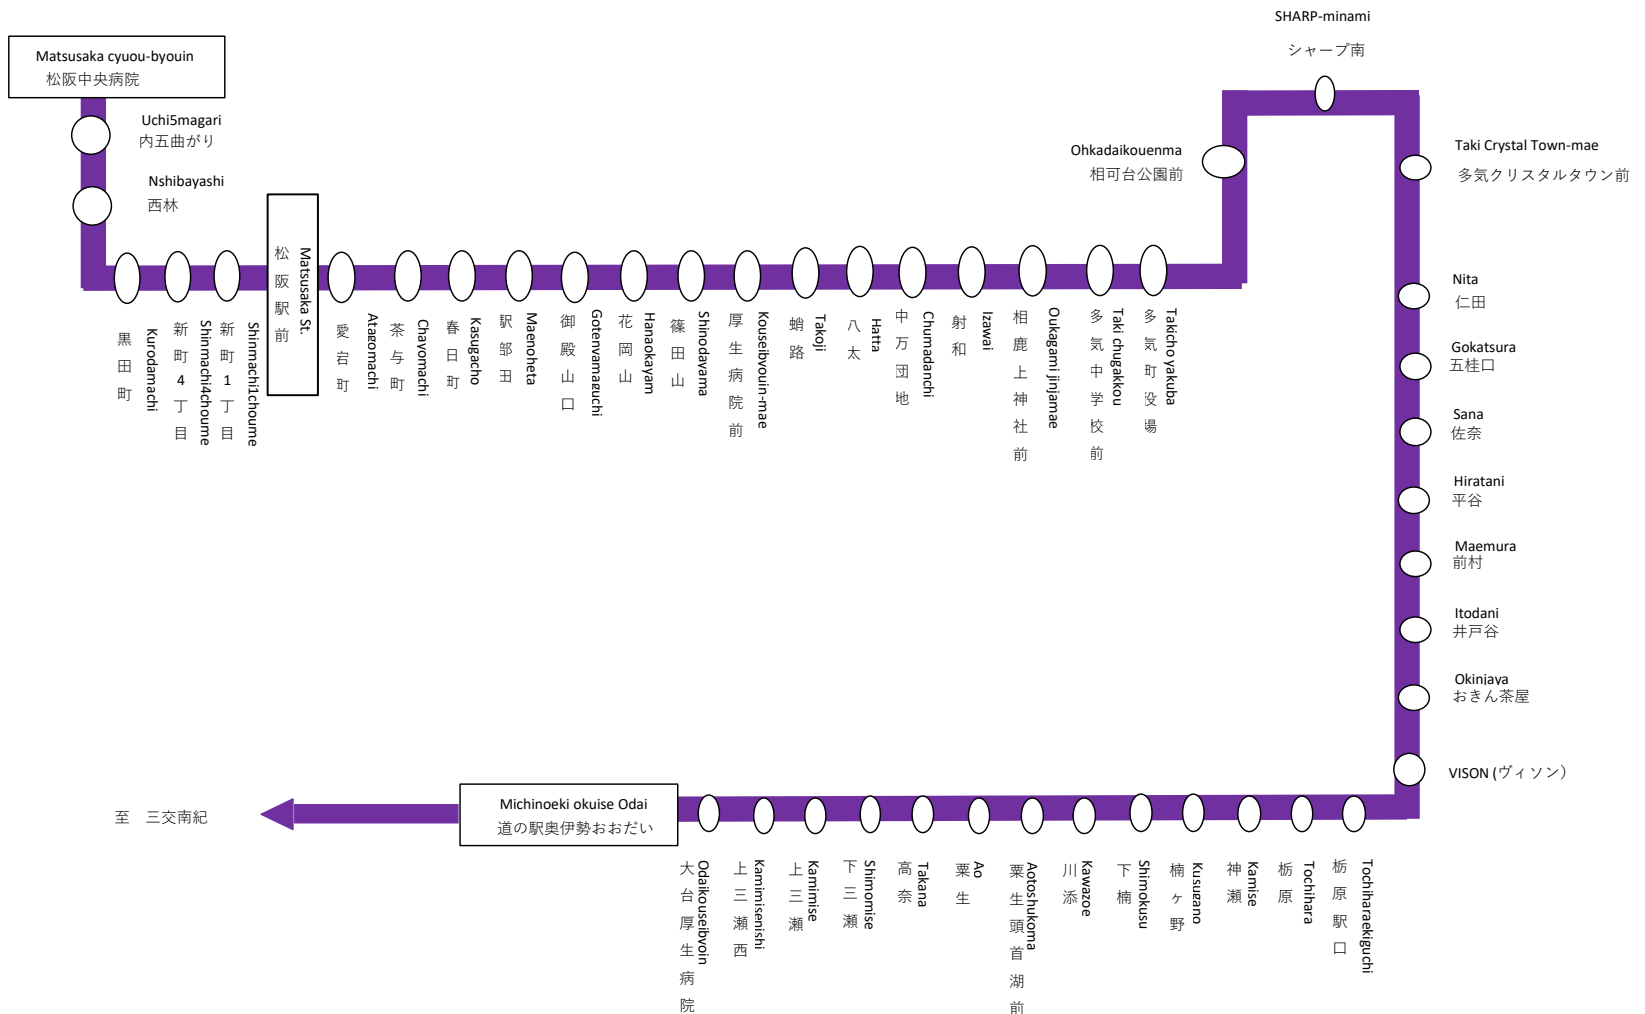 SHARP-minami
シャープ南
Matsusaka cyuou-byouin
松阪中央病院
Uchi5magari
内五曲がり
Nshibayashi
西林
Ohkadaikouenma
相可台公園前
Taki Crystal Town-mae
多気クリスタルタウン前
黒田町
Kurodamachi
新町4丁目
Shinmachi4choume
新町1丁目
Shinmachi1choume
松阪駅前
Matsusaka St.
愛宕町
Atagomachi
茶与町
Chayomachi
春日町
Kasugacho
駅部田
Maenoheta
御殿山口
Gotenyamaguchi
花岡山
Hanaokayam
篠田山
Shinodayama
厚生病院前
Kouseibyouin-mae
蛸路
Takoji
八太
Hatta
中万団地
Chumadanchi
射和
Izawai
相鹿上神社前
Oukagami jinjamae
多気中学校前
Taki chugakkou
多気町役場
Takicho yakuba
Nita
仁田
Gokatsura
五桂口
Sana
佐奈
Hiratani
平谷
Maemura
前村
Itodani
井戸谷
Okinjaya
おきん茶屋
VISON (ヴィソン)
至 三交南紀
Michinoeki okuise Odai
道の駅奥伊勢おおだい
大台厚生病院
Odaikouseibyoin
上三瀬西
Kamimisenishi
上三瀬
Kamimise
下三瀬
Shimomise
高奈
Takana
粟生
Ao
粟生頭首湖前
Aotoshukoma
川添
Kawazoe
下楠
Shimokusu
楠ヶ野
Kusugano
神瀬
Kamise
栃原
Tochihara
栃原駅口
Tochiharaekiguchi